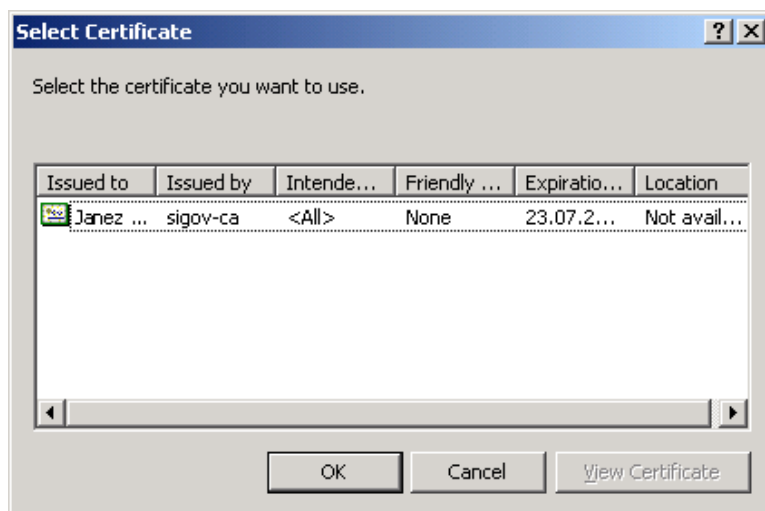 Select Certificate
Select the certificate you want to use.
Issued to Issued by Intende... Friendly ... Expiratio... Location
Janez ... sigov-ca <All> None 23.07.2... Not avail...
OK Cancel View Certificate